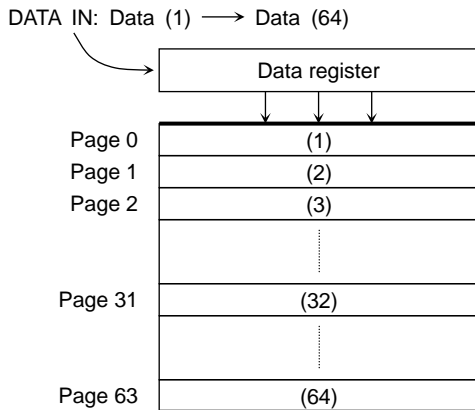 DATA IN: Data (1) → Data (64)
Data register
Page 0 (1)
Page 1 (2)
Page 2 (3)
Page 31 (32)
Page 63 (64)